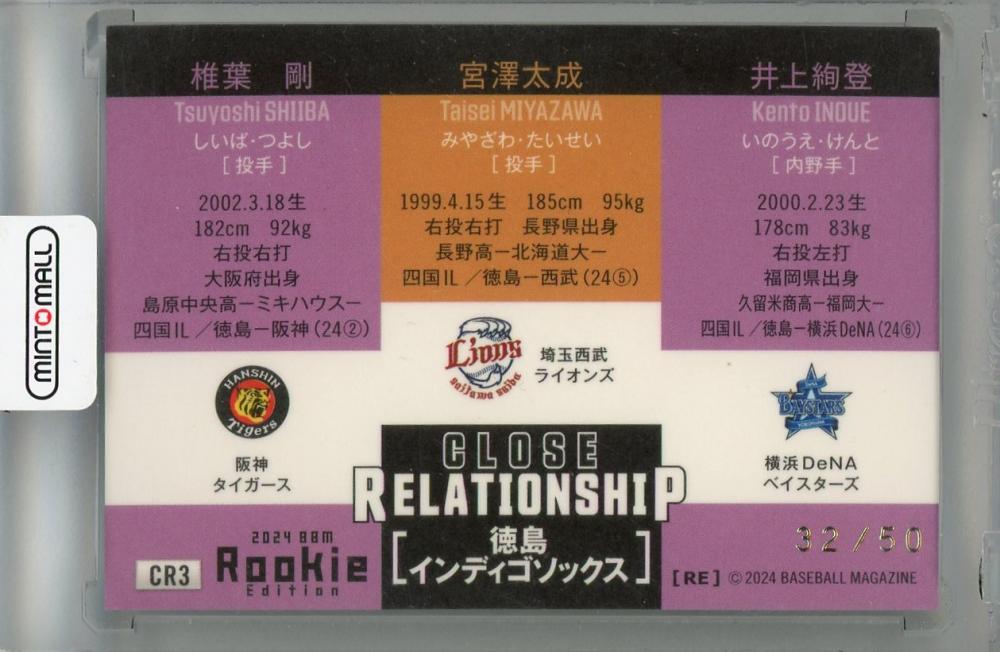 椎葉 剛
Tsuyoshi SHIIBA
しいば・つよし
[投手]
2002.3.18生
182cm 92kg
右投右打
大阪府出身
島原中央高ーミキハウスー
四国IL/徳島ー阪神(24②)
HANSHIN
Tigers
阪神
タイガース
宮澤太成
Taisei MIYAZAWA
みやざわ・たいせい
[投手]
1999.4.15生 185cm 95kg
右投右打 長野県出身
長野高ー北海道大ー
四国IL/徳島ー西武(24⑤)
Lions
saitama seibu
埼玉西武
ライオンズ
井上絢登
Kento INOUE
いのうえ・けんと
[内野手]
2000.2.23生
178cm 83kg
右投左打
福岡県出身
久留米商高ー福岡大ー
四国IL/徳島ー横浜DeNA(24⑥)
BAYSTARS
YOKOHAMA
横浜DeNA
ベイスターズ
MINTOMALL
CLOSE
RELATIONSHIP
[徳島
インディゴソックス]
CR3
2024 BBM
Rookie
Edition
32/50
[RE] ©2024 BASEBALL MAGAZINE